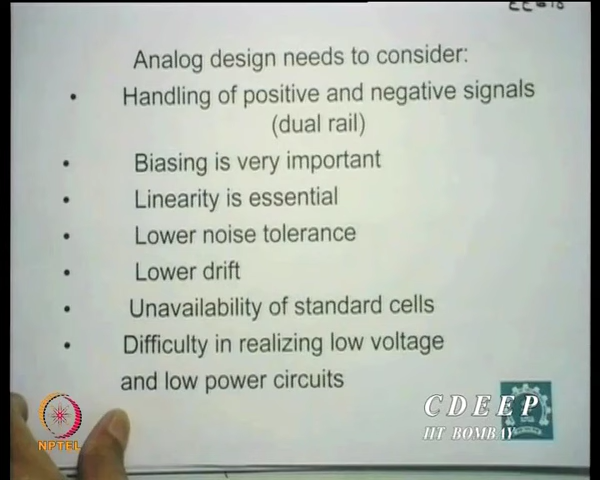 Analog design needs to consider:
• Handling of positive and negative signals
(dual rail)
• Biasing is very important
• Linearity is essential
• Lower noise tolerance
• Lower drift
• Unavailability of standard cells
• Difficulty in realizing low voltage
and low power circuits
NPTEL
CDEEP
IIT BOMBAY